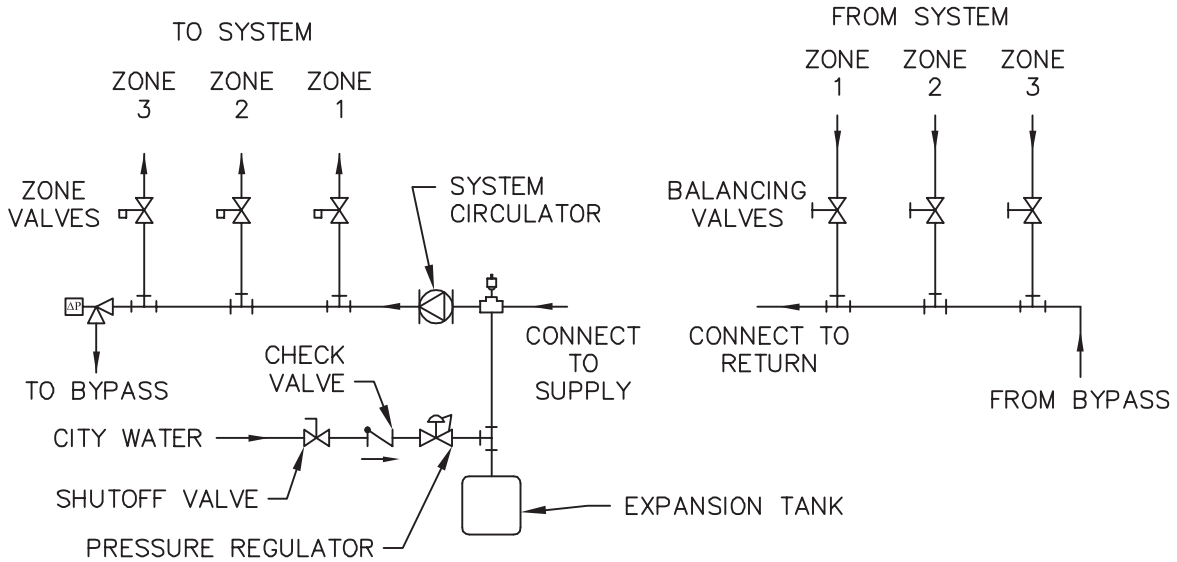 TO SYSTEM
ZONE
3
ZONE
2
ZONE
1
ZONE
VALVES
SYSTEM
CIRCULATOR
ΔP
TO BYPASS
CONNECT
TO
SUPPLY
CHECK
VALVE
CITY WATER
SHUTOFF VALVE
PRESSURE REGULATOR
EXPANSION TANK
FROM SYSTEM
ZONE
1
ZONE
2
ZONE
3
BALANCING
VALVES
CONNECT TO
RETURN
FROM BYPASS